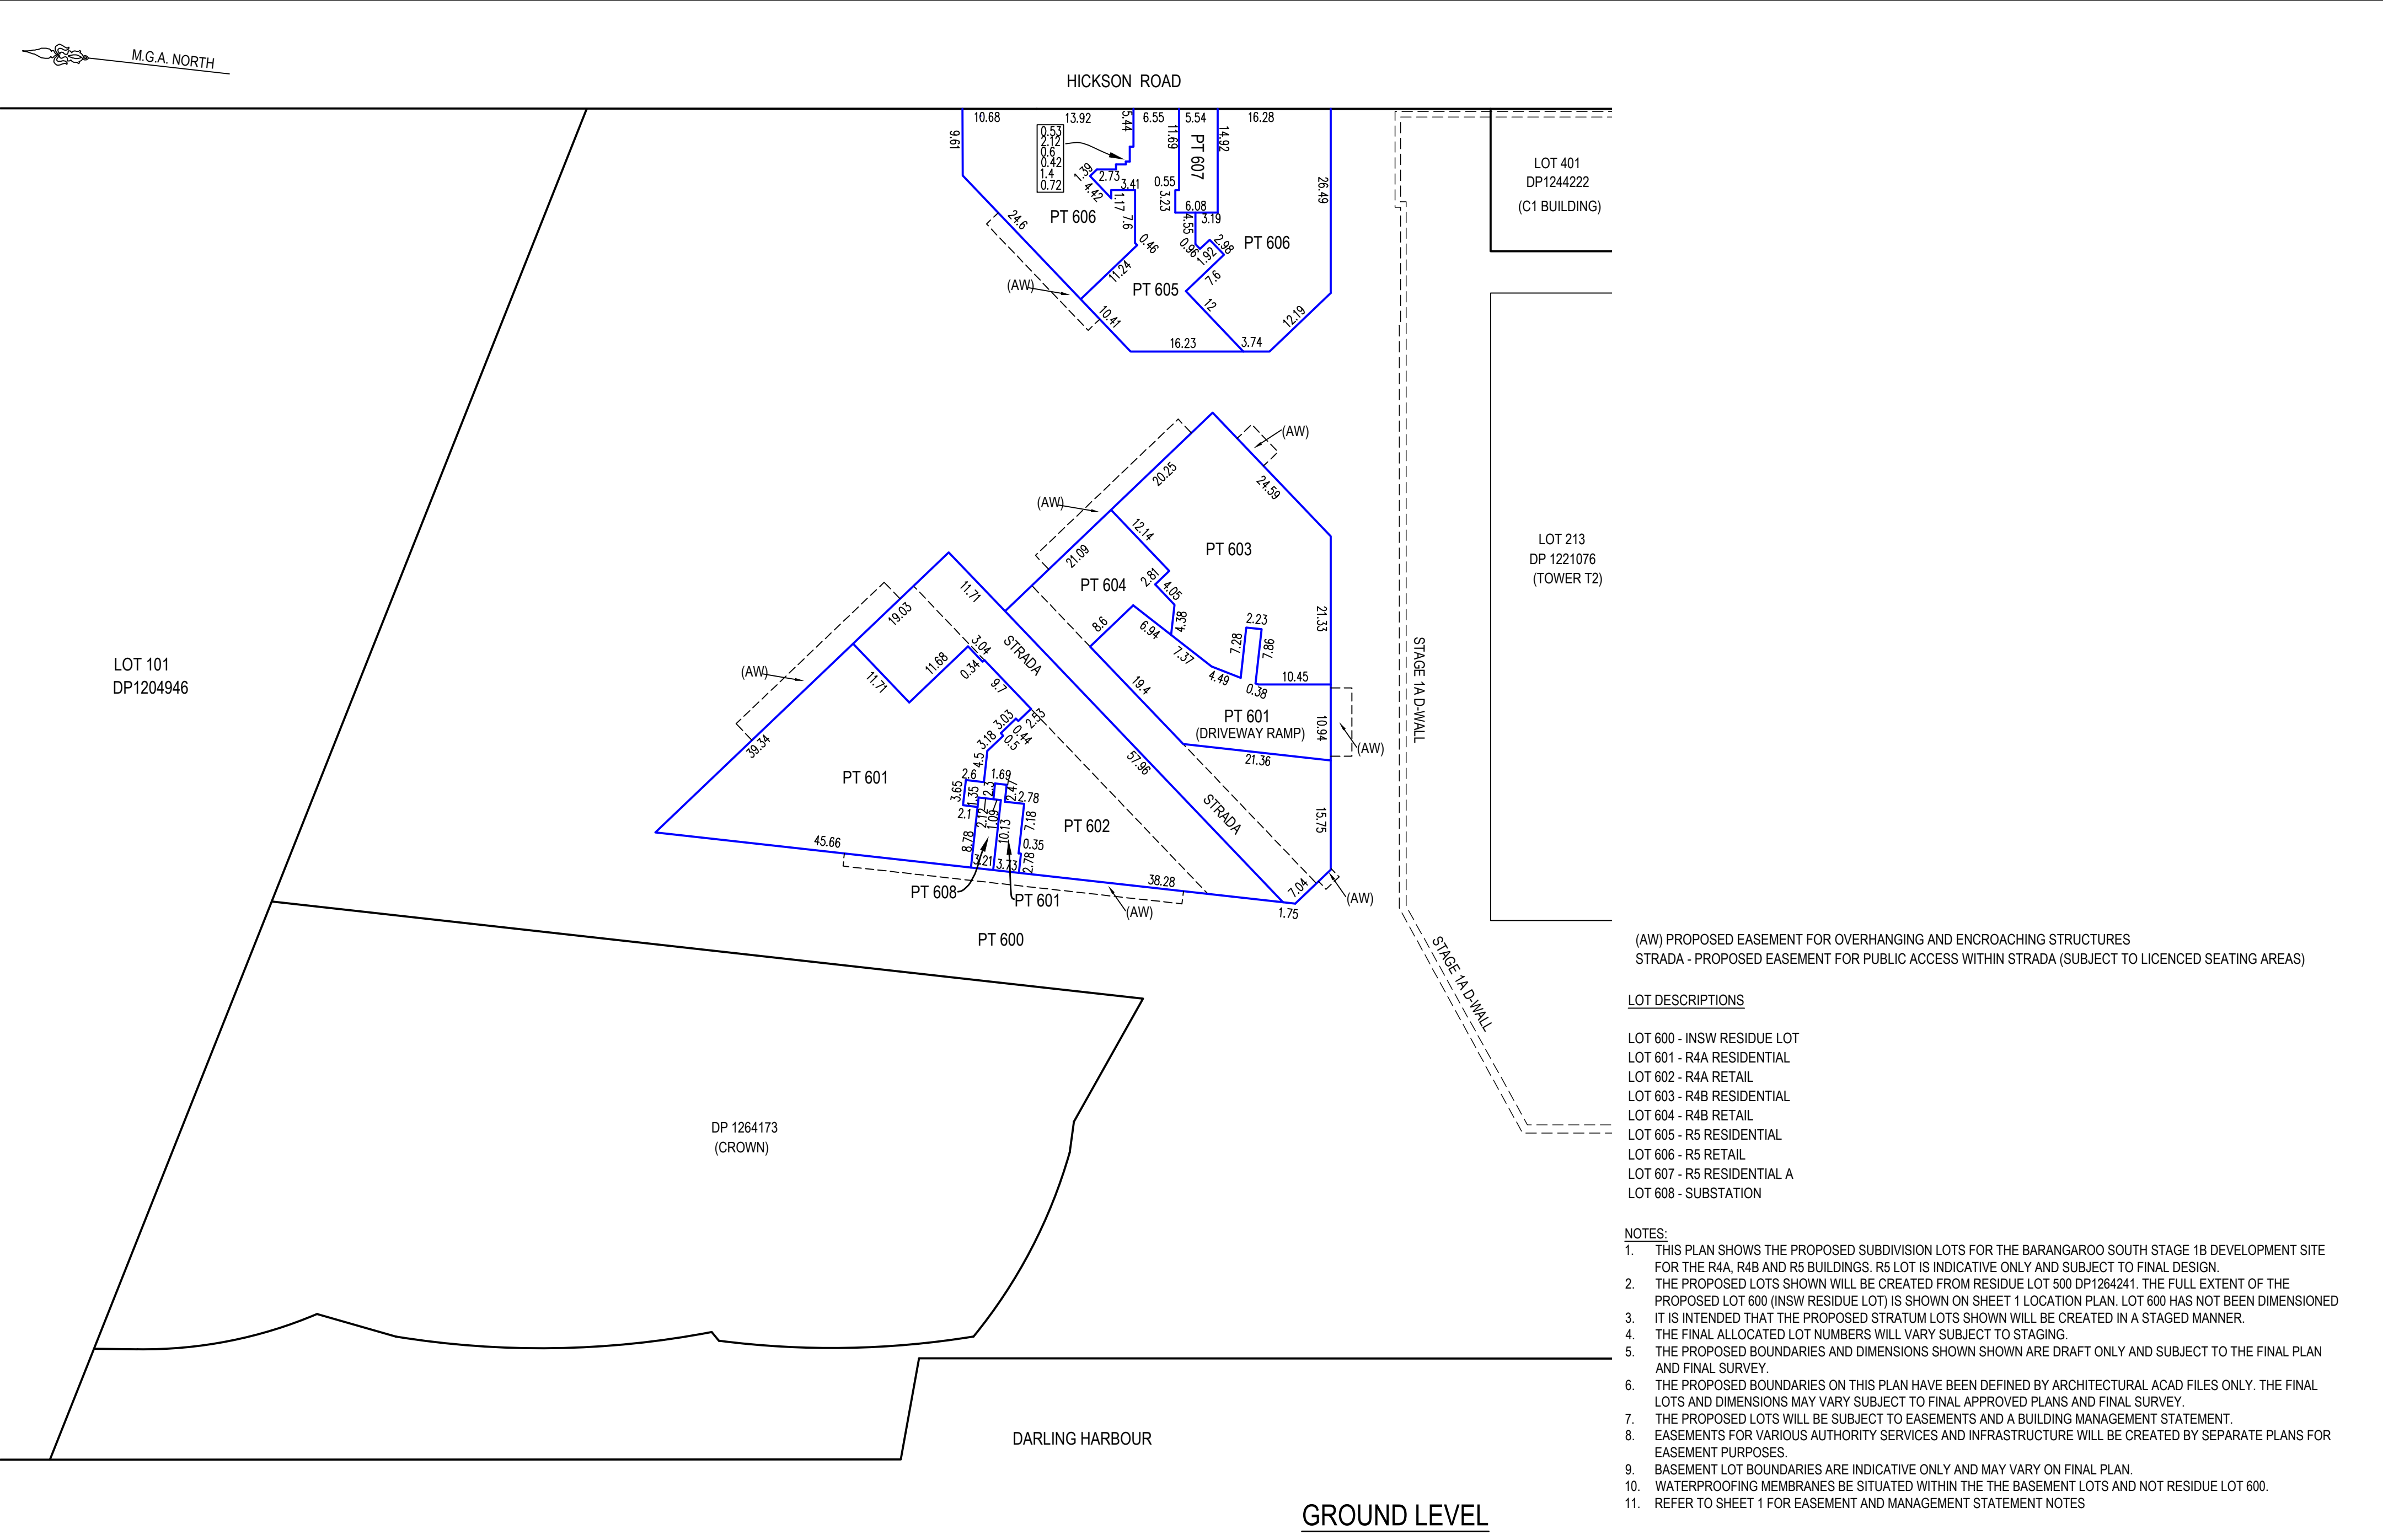 M.G.A. NORTH
HICKSON ROAD
10.68
13.92
5.44
6.55
5.54
16.28
9.61
0.53
2.12
0.6
0.42
1.4
0.72
11.69
PT 607
14.92
1.39
2.73
3.41
4.42
1.17
7.6
0.55
3.23
6.08
3.19
4.55
26.49
24.6
PT 606
0.46
0.96
1.92
2.98
PT 606
11.24
7.6
(AW)
PT 605
12
10.41
12.19
16.23
3.74
LOT 401
DP1244222
(C1 BUILDING)
(AW)
20.25
24.59
(AW)
12.14
21.09
PT 603
LOT 213
DP 1221076
(TOWER T2)
2.81
4.05
PT 604
11.71
19.03
8.6
6.94
4.38
2.23
21.33
7.28
7.86
7.37
STRADA
3.04
0.34
11.68
9.7
11.71
4.49
0.38
10.45
STAGE 1A D-WALL
LOT 101
DP1204946
(AW)
19.4
PT 601
(DRIVEWAY RAMP)
10.94
(AW)
21.36
39.34
3.03
2.53
0.44
0.5
3.18
4.5
57.96
PT 601
2.6
1.69
3.65
1.35
2.3
2.47
2.78
2.1
2.12
1.09
10.13
7.18
PT 602
STRADA
15.75
45.66
8.78
0.35
3.21
3.73
2.78
38.28
7.04
PT 608
PT 601
(AW)
(AW)
1.75
PT 600
STAGE 1A D-WALL
DP 1264173
(CROWN)
DARLING HARBOUR
GROUND LEVEL
(AW) PROPOSED EASEMENT FOR OVERHANGING AND ENCROACHING STRUCTURES
STRADA - PROPOSED EASEMENT FOR PUBLIC ACCESS WITHIN STRADA (SUBJECT TO LICENCED SEATING AREAS)
LOT DESCRIPTIONS
LOT 600 - INSW RESIDUE LOT
LOT 601 - R4A RESIDENTIAL
LOT 602 - R4A RETAIL
LOT 603 - R4B RESIDENTIAL
LOT 604 - R4B RETAIL
LOT 605 - R5 RESIDENTIAL
LOT 606 - R5 RETAIL
LOT 607 - R5 RESIDENTIAL A
LOT 608 - SUBSTATION
NOTES:
1. THIS PLAN SHOWS THE PROPOSED SUBDIVISION LOTS FOR THE BARANGAROO SOUTH STAGE 1B DEVELOPMENT SITE
FOR THE R4A, R4B AND R5 BUILDINGS. R5 LOT IS INDICATIVE ONLY AND SUBJECT TO FINAL DESIGN.
2. THE PROPOSED LOTS SHOWN WILL BE CREATED FROM RESIDUE LOT 500 DP1264241. THE FULL EXTENT OF THE
PROPOSED LOT 600 (INSW RESIDUE LOT) IS SHOWN ON SHEET 1 LOCATION PLAN. LOT 600 HAS NOT BEEN DIMENSIONED
3. IT IS INTENDED THAT THE PROPOSED STRATUM LOTS SHOWN WILL BE CREATED IN A STAGED MANNER.
4. THE FINAL ALLOCATED LOT NUMBERS WILL VARY SUBJECT TO STAGING.
5. THE PROPOSED BOUNDARIES AND DIMENSIONS SHOWN SHOWN ARE DRAFT ONLY AND SUBJECT TO THE FINAL PLAN
AND FINAL SURVEY.
6. THE PROPOSED BOUNDARIES ON THIS PLAN HAVE BEEN DEFINED BY ARCHITECTURAL ACAD FILES ONLY. THE FINAL
LOTS AND DIMENSIONS MAY VARY SUBJECT TO FINAL APPROVED PLANS AND FINAL SURVEY.
7. THE PROPOSED LOTS WILL BE SUBJECT TO EASEMENTS AND A BUILDING MANAGEMENT STATEMENT.
8. EASEMENTS FOR VARIOUS AUTHORITY SERVICES AND INFRASTRUCTURE WILL BE CREATED BY SEPARATE PLANS FOR
EASEMENT PURPOSES.
9. BASEMENT LOT BOUNDARIES ARE INDICATIVE ONLY AND MAY VARY ON FINAL PLAN.
10. WATERPROOFING MEMBRANES BE SITUATED WITHIN THE THE BASEMENT LOTS AND NOT RESIDUE LOT 600.
11. REFER TO SHEET 1 FOR EASEMENT AND MANAGEMENT STATEMENT NOTES